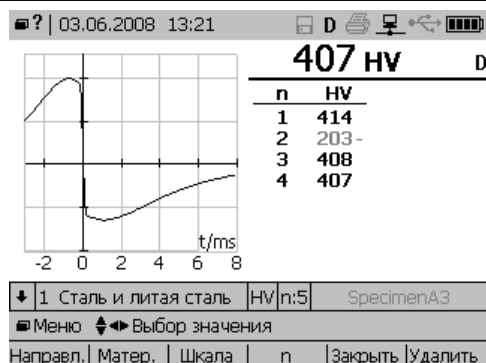 ? 03.06.2008 13:21 D
407 HV D
n HV
1 414
2 203-
3 408
4 407
t/ms
-2 0 2 4 6 8
1 Сталь и литая сталь HV n:5 SpecimenA3
Меню Выбор значения
Направл. Матер. Шкала n Закрыть Удалить